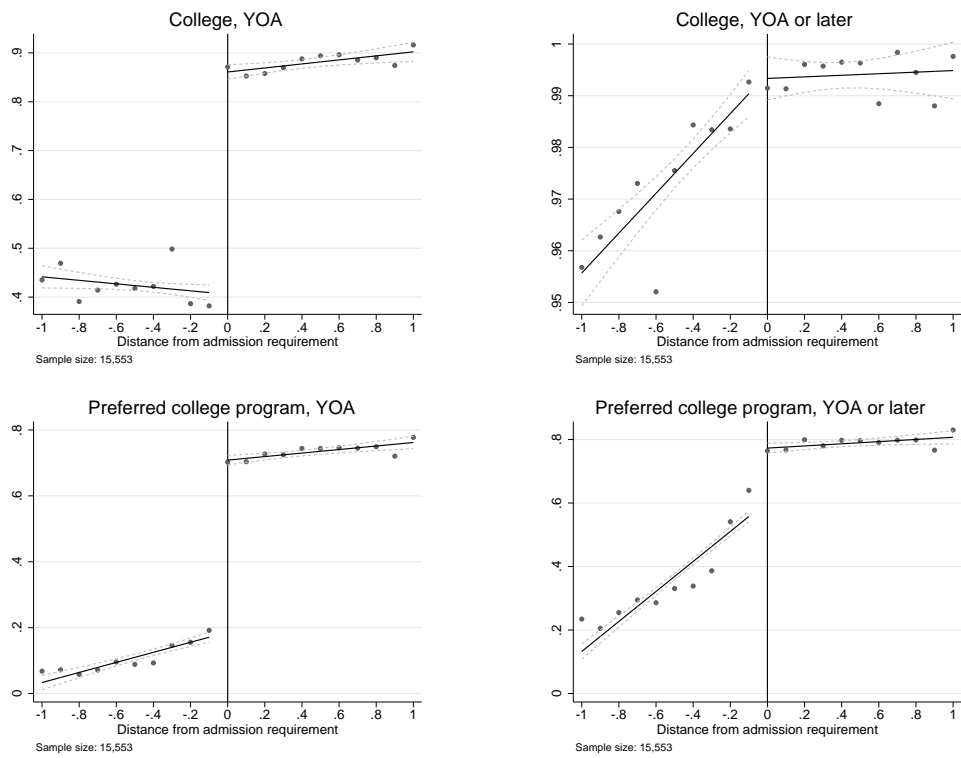 College, YOA
.9
.8
.7
.6
.5
.4
-1 -.8 -.6 -.4 -.2 0 .2 .4 .6 .8 1
Distance from admission requirement
Sample size: 15,553
College, YOA or later
1
.99
.98
.97
.96
.95
-1 -.8 -.6 -.4 -.2 0 .2 .4 .6 .8 1
Distance from admission requirement
Sample size: 15,553
Preferred college program, YOA
.8
.6
.4
.2
0
-1 -.8 -.6 -.4 -.2 0 .2 .4 .6 .8 1
Distance from admission requirement
Sample size: 15,553
Preferred college program, YOA or later
.8
.6
.4
.2
0
-1 -.8 -.6 -.4 -.2 0 .2 .4 .6 .8 1
Distance from admission requirement
Sample size: 15,553